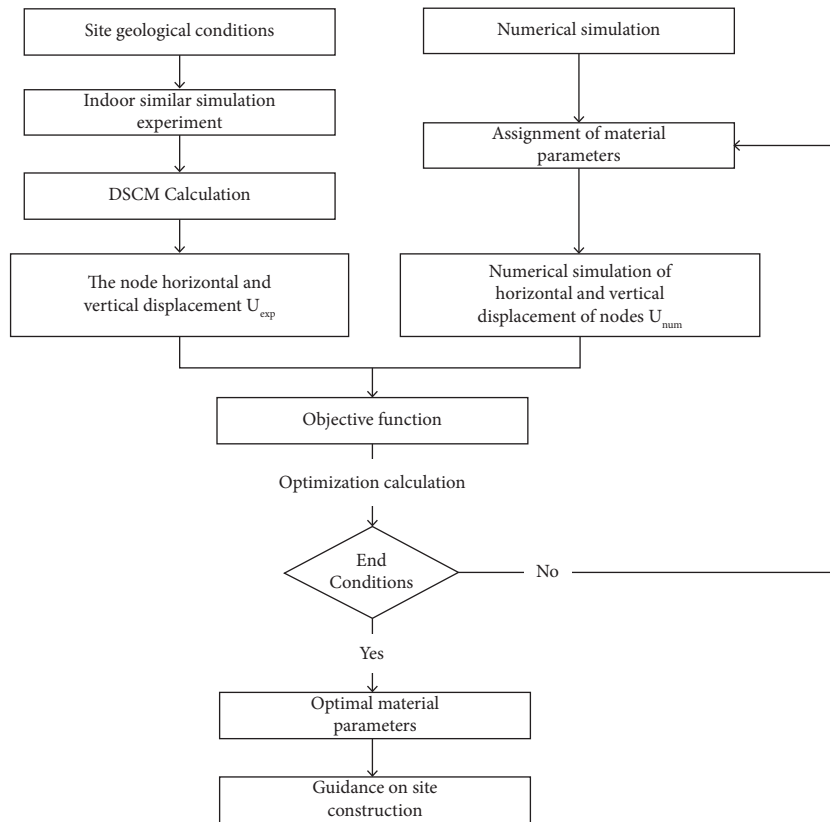 Site geological conditions
Indoor similar simulation
experiment
DSCM Calculation
The node horizontal and
vertical displacement U_exp
Numerical simulation
Assignment of material
parameters
Numerical simulation of
horizontal and vertical
displacement of nodes U_num
Objective function
Optimization calculation
End
Conditions
No
Yes
Optimal material
parameters
Guidance on site
construction